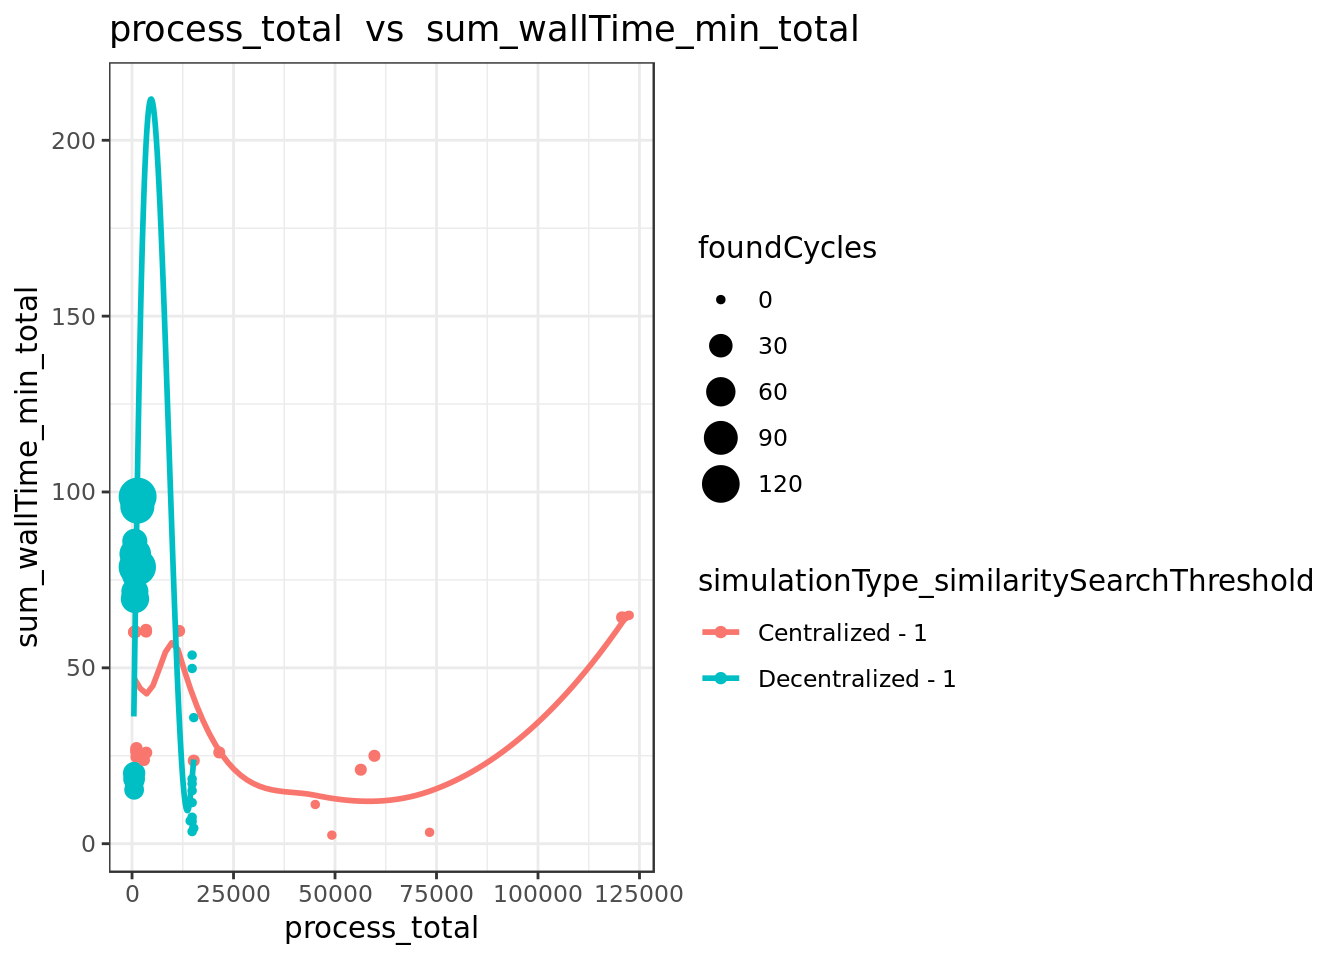 process_total  vs  sum_wallTime_min_total
sum_wallTime_min_total
200
150
100
50
0
0 25000 50000 75000 100000 125000
process_total
foundCycles
0
30
60
90
120
simulationType_similaritySearchThreshold
Centralized - 1
Decentralized - 1